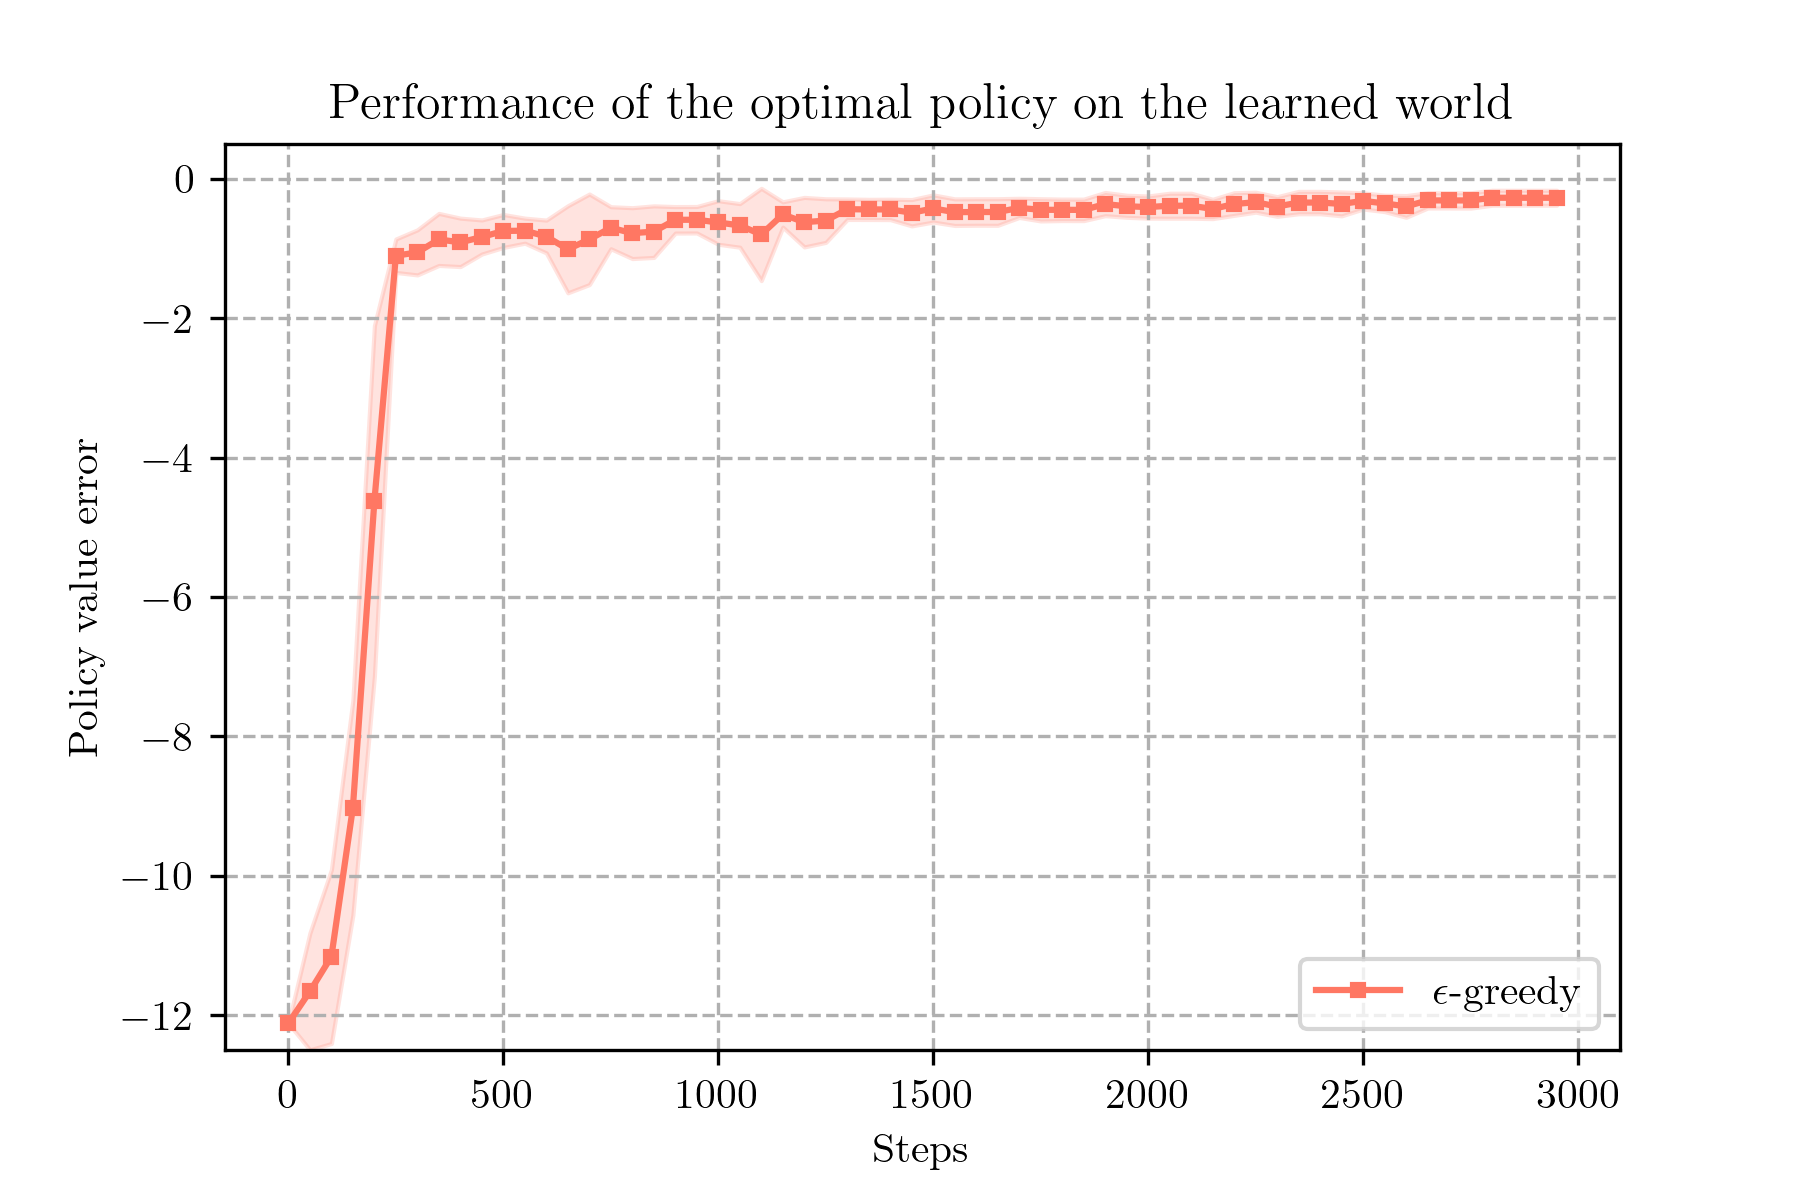 Performance of the optimal policy on the learned world
Policy value error
0
−2
−4
−6
−8
−10
−12
ϵ-greedy
0 500 1000 1500 2000 2500 3000
Steps